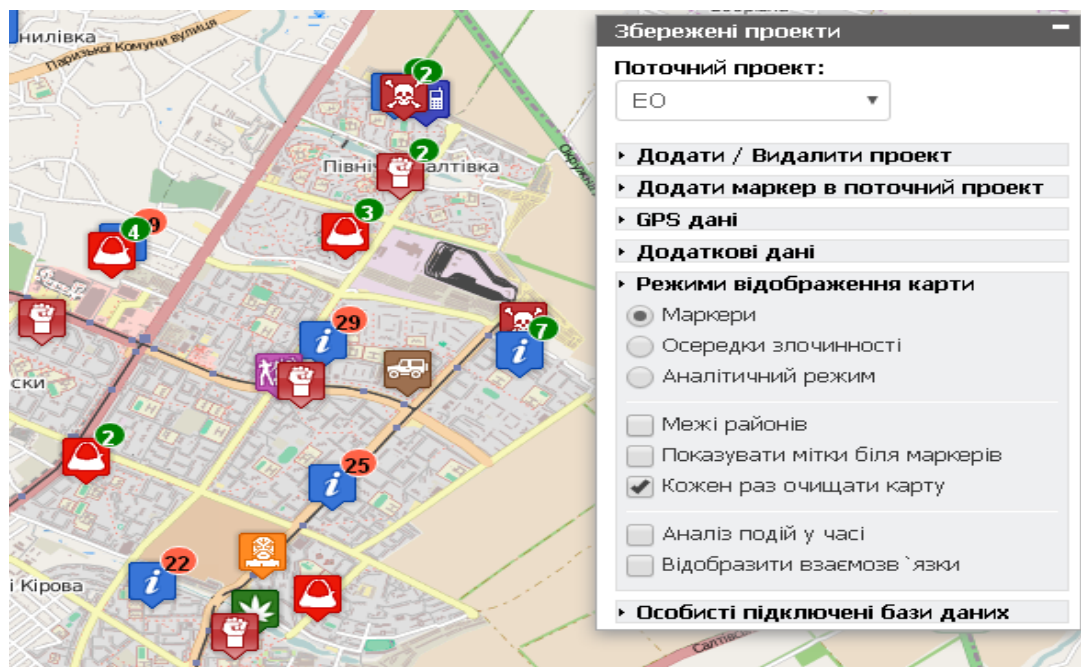 нилівка
Паризької Комуни вулиця
2
2
3
4
9
29
7
2
25
22
ски
і Кірова
Збережені проекти
Поточний проект:
ЕО
Додати / Видалити проект
Додати маркер в поточний проект
GPS дані
Додаткові дані
Режими відображення карти
Маркери
Осередки злочинності
Аналітичний режим
Межі районів
Показувати мітки біля маркерів
Кожен раз очищати карту
Аналіз подій у часі
Відобразити взаємозв`язки
Особисті підключені бази даних